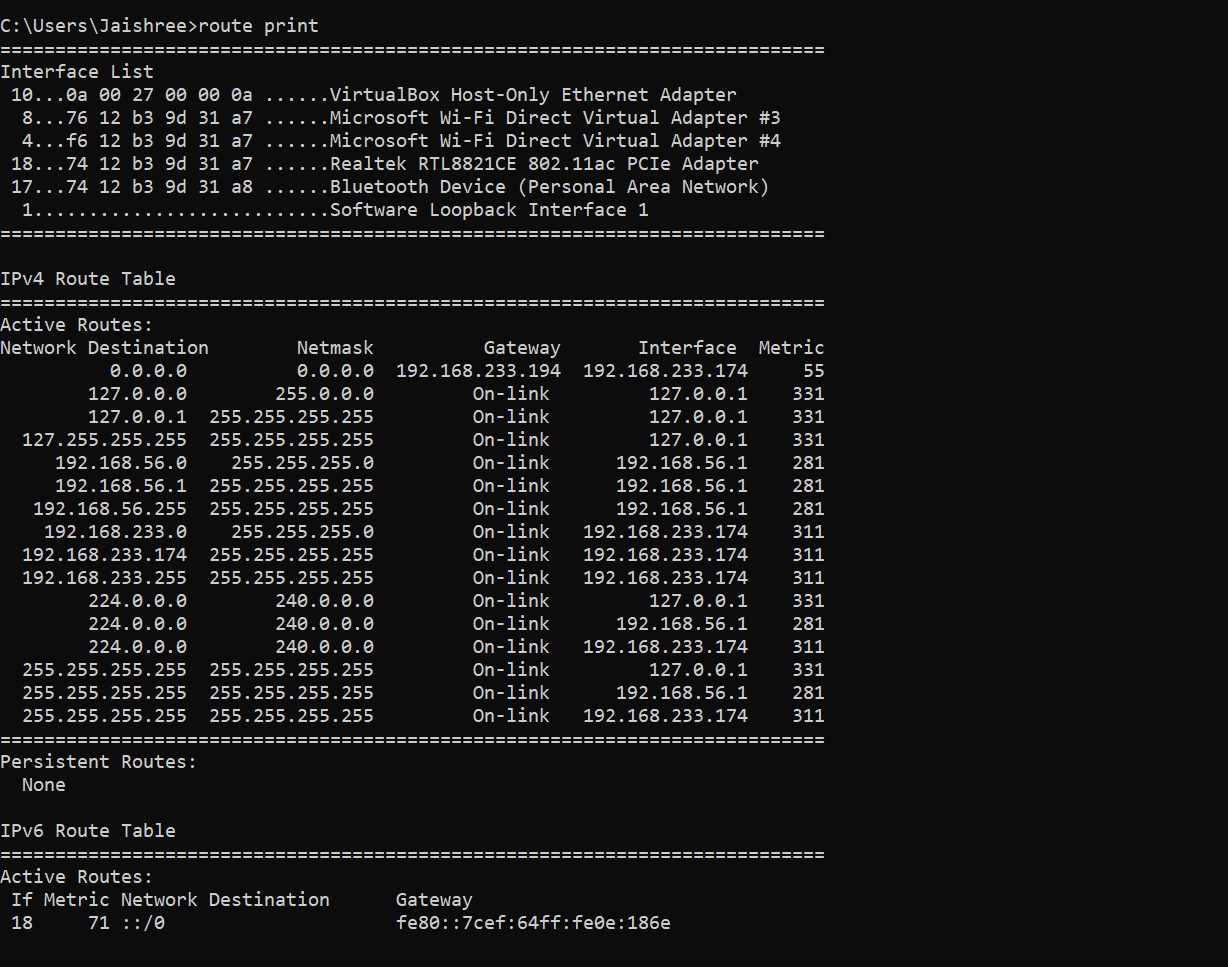 C:\Users\Jaishree>route print
===========================================================================
Interface List
 10...0a 00 27 00 00 0a ......VirtualBox Host-Only Ethernet Adapter
  8...76 12 b3 9d 31 a7 ......Microsoft Wi-Fi Direct Virtual Adapter #3
  4...f6 12 b3 9d 31 a7 ......Microsoft Wi-Fi Direct Virtual Adapter #4
 18...74 12 b3 9d 31 a7 ......Realtek RTL8821CE 802.11ac PCIe Adapter
 17...74 12 b3 9d 31 a8 ......Bluetooth Device (Personal Area Network)
  1...........................Software Loopback Interface 1
===========================================================================
IPv4 Route Table
===========================================================================
Active Routes:
Network Destination        Netmask          Gateway       Interface  Metric
          0.0.0.0          0.0.0.0  192.168.233.194  192.168.233.174     55
        127.0.0.0        255.0.0.0         On-link         127.0.0.1    331
        127.0.0.1  255.255.255.255         On-link         127.0.0.1    331
  127.255.255.255  255.255.255.255         On-link         127.0.0.1    331
     192.168.56.0    255.255.255.0         On-link      192.168.56.1    281
     192.168.56.1  255.255.255.255         On-link      192.168.56.1    281
   192.168.56.255  255.255.255.255         On-link      192.168.56.1    281
    192.168.233.0    255.255.255.0         On-link   192.168.233.174    311
  192.168.233.174  255.255.255.255         On-link   192.168.233.174    311
  192.168.233.255  255.255.255.255         On-link   192.168.233.174    311
        224.0.0.0        240.0.0.0         On-link         127.0.0.1    331
        224.0.0.0        240.0.0.0         On-link      192.168.56.1    281
        224.0.0.0        240.0.0.0         On-link   192.168.233.174    311
  255.255.255.255  255.255.255.255         On-link         127.0.0.1    331
  255.255.255.255  255.255.255.255         On-link      192.168.56.1    281
  255.255.255.255  255.255.255.255         On-link   192.168.233.174    311
===========================================================================
Persistent Routes:
  None
IPv6 Route Table
===========================================================================
Active Routes:
 If Metric Network Destination      Gateway
 18     71 ::/0                     fe80::7cef:64ff:fe0e:186e